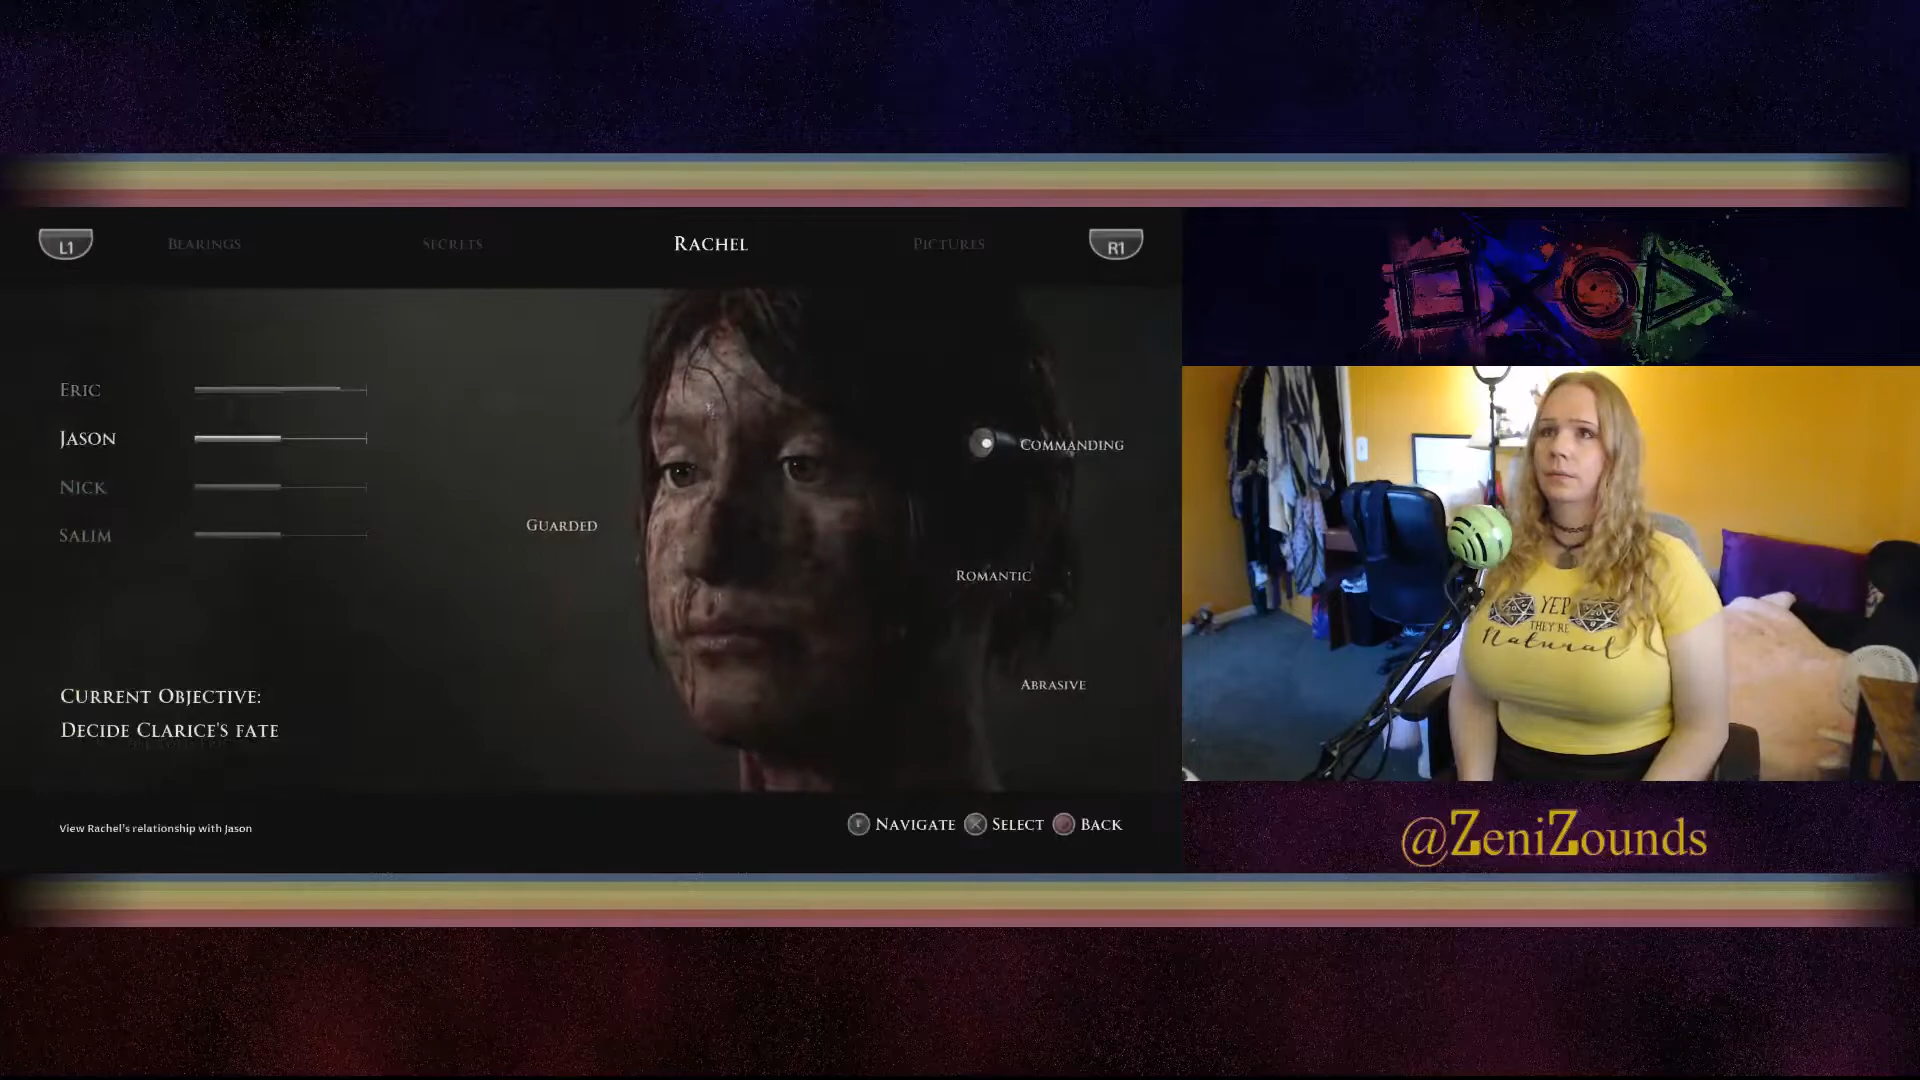 L1
BEARINGS
SECRETS
RACHEL
PICTURES
R1
ERIC
JASON
NICK
SALIM
GUARDED
COMMANDING
ROMANTIC
ABRASIVE
CURRENT OBJECTIVE:
DECIDE CLARICE'S FATE
View Rachel's relationship with Jason
NAVIGATE
SELECT
BACK
YEP
THEY'RE
Natural
@ZeniZounds